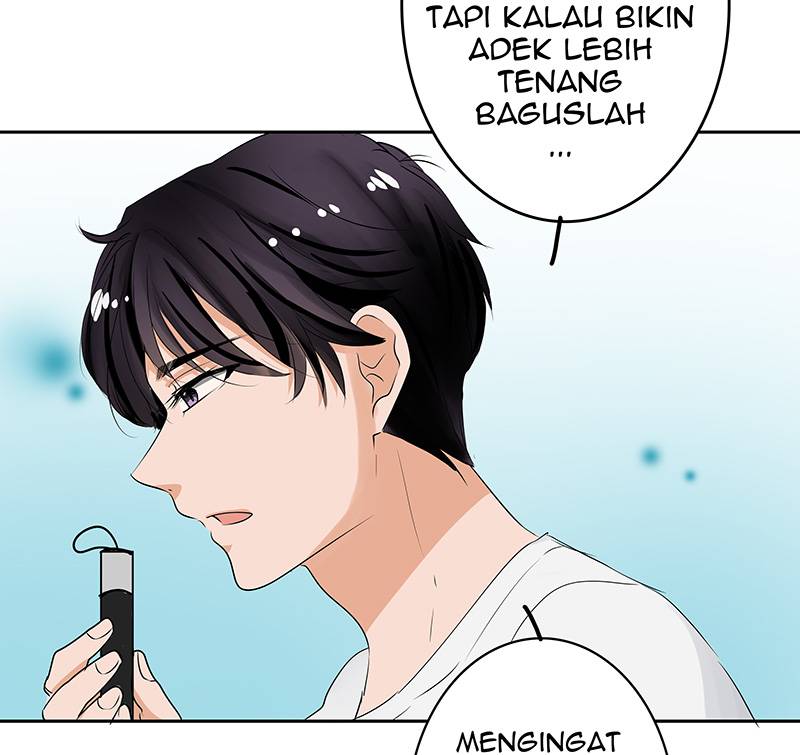 TAPI KALAU BIKIN
ADEK LEBIH
TENANG
BAGUSLAH
...
MENGINGAT